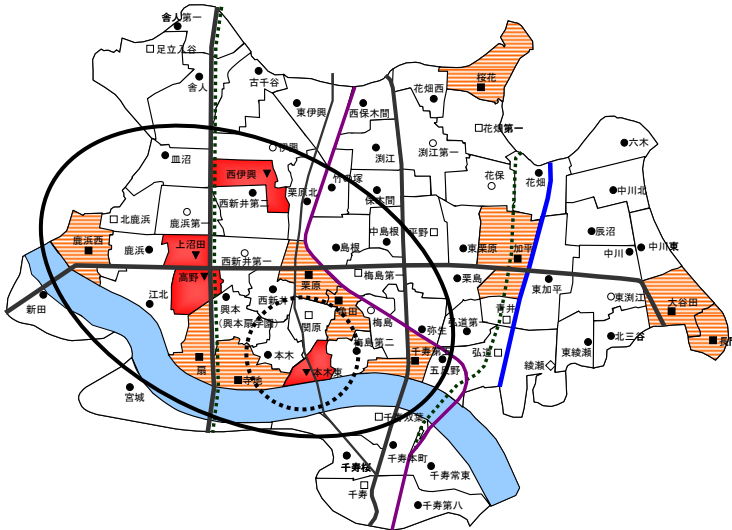 舎人第一
足立入谷
舎人
古千谷
東伊興
西保木間
花畑西
桜花
花畑第一
六木
伊興
渕江
渕江第一
皿沼
西伊興
竹の塚
花保
花畑
西新井第二
栗原北
保木間
中川北
北鹿浜
鹿浜第一
中島根
平野
辰沼
鹿浜西
鹿浜
上沼田
西新井第一
島根
東栗原
加平
中川
中川東
高野
栗原
梅島第一
栗島
東加平
新田
江北
興本
(興本扇学園)
西新井
亀田
梅島
青井
東渕江
大谷田
関原
弥生
弘道第一
北三谷
長門
本木
梅島第二
千寿第五
五反野
弘道
綾瀬
東綾瀬
扇
寺地
本木東
宮城
千寿双葉
千寿桜
千寿本町
千寿常東
千寿
千寿第八